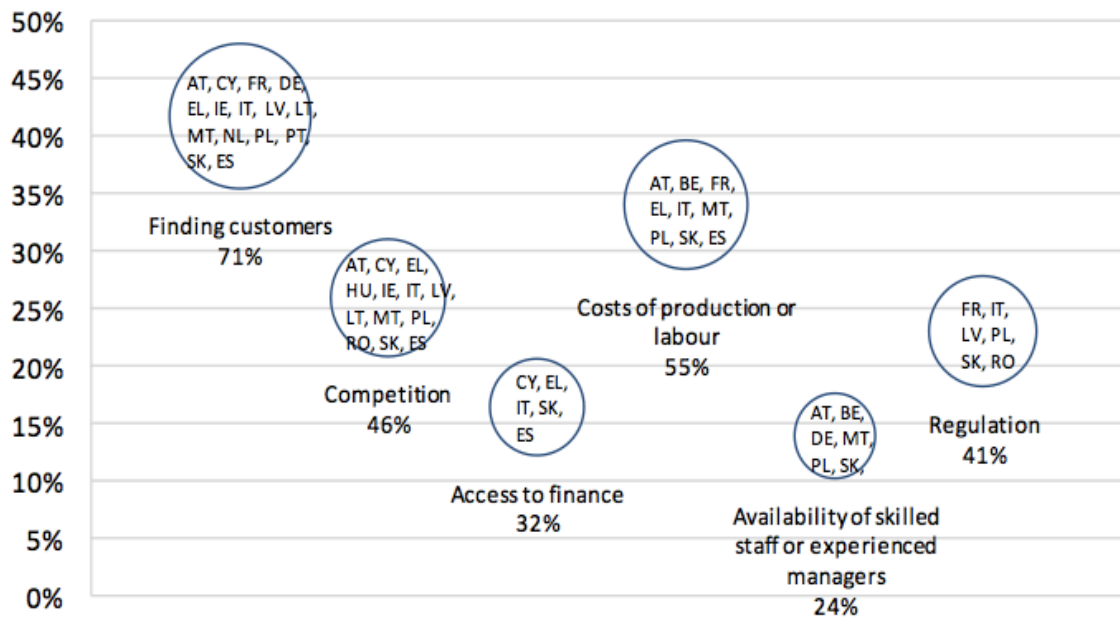 50%
45%
40%
35%
30%
25%
20%
15%
10%
5%
0%
AT, CY, FR, DE,
EL, IE, IT, LV, LT,
MT, NL, PL, PT,
SK, ES
Finding customers
71%
AT, CY, EL,
HU, IE, IT, LV,
LT, MT, PL,
RO, SK, ES
Competition
46%
CY, EL,
IT, SK,
ES
Access to finance
32%
AT, BE, FR,
EL, IT, MT,
PL, SK, ES
Costs of production or
labour
55%
AT, BE,
DE, MT,
PL, SK,
Availability of skilled
staff or experienced
managers
24%
FR, IT,
LV, PL,
SK, RO
Regulation
41%